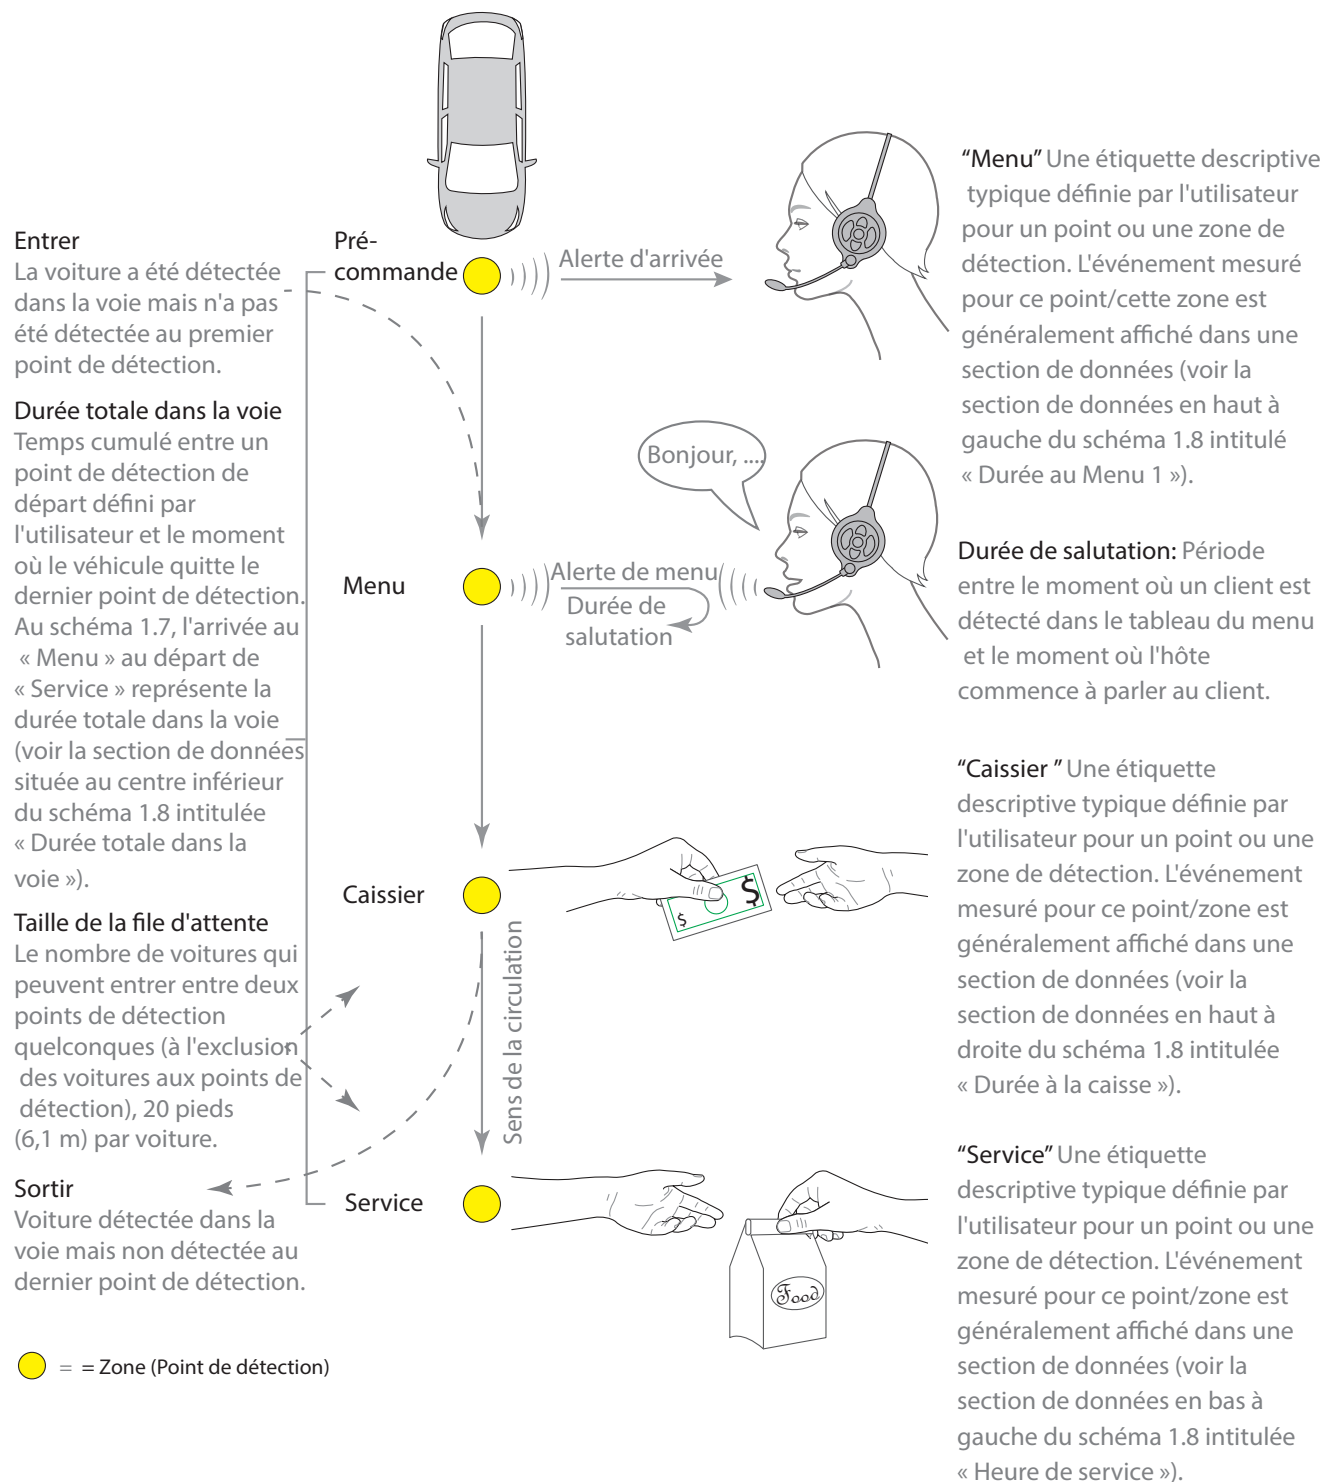 Entrer
La voiture a été détectée
dans la voie mais n'a pas
été détectée au premier
point de détection.
Durée totale dans la voie
Temps cumulé entre un
point de détection de
départ défini par
l'utilisateur et le moment
où le véhicule quitte le
dernier point de détection.
Au schéma 1.7, l'arrivée au
« Menu » au départ de
« Service » représente la
durée totale dans la voie
(voir la section de données
située au centre inférieur
du schéma 1.8 intitulée
« Durée totale dans la
voie »).
Taille de la file d'attente
Le nombre de voitures qui
peuvent entrer entre deux
points de détection
quelconques (à l'exclusion
des voitures aux points de
détection), 20 pieds
(6,1 m) par voiture.
Sortir
Voiture détectée dans la
voie mais non détectée au
dernier point de détection.
= = Zone (Point de détection)
Pré-
commande
Alerte d'arrivée
Bonjour, ....
Menu
Alerte de menu
Durée de
salutation
Caissier
$
$
Sens de la circulation
Service
Food
“Menu” Une étiquette descriptive
typique définie par l'utilisateur
pour un point ou une zone de
détection. L'événement mesuré
pour ce point/cette zone est
généralement affiché dans une
section de données (voir la
section de données en haut à
gauche du schéma 1.8 intitulé
« Durée au Menu 1 »).
Durée de salutation: Période
entre le moment où un client est
détecté dans le tableau du menu
et le moment où l'hôte
commence à parler au client.
“Caissier ” Une étiquette
descriptive typique définie par
l'utilisateur pour un point ou une
zone de détection. L'événement
mesuré pour ce point/zone est
généralement affiché dans une
section de données (voir la
section de données en haut à
droite du schéma 1.8 intitulée
« Durée à la caisse »).
“Service” Une étiquette
descriptive typique définie par
l'utilisateur pour un point ou une
zone de détection. L'événement
mesuré pour ce point/zone est
généralement affiché dans une
section de données (voir la
section de données en bas à
gauche du schéma 1.8 intitulée
« Heure de service »).